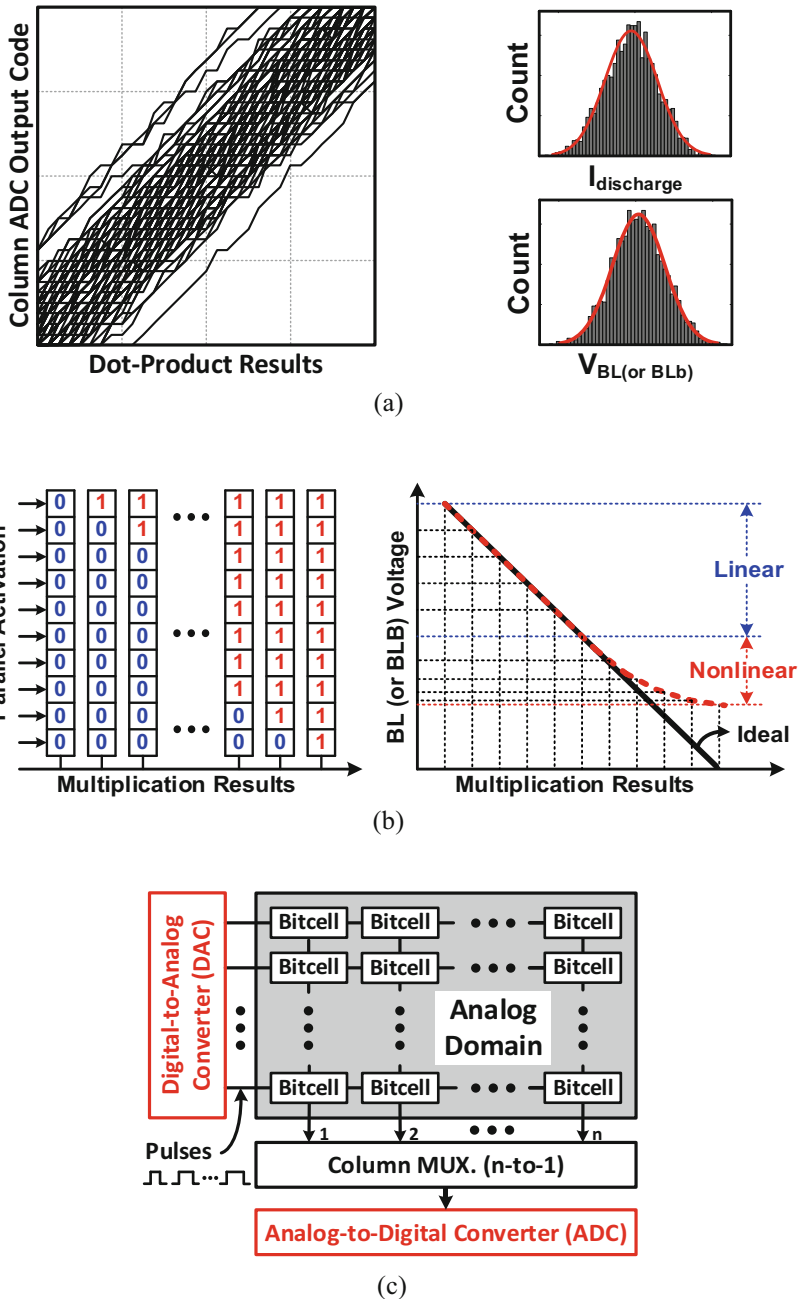 Column ADC Output Code
Dot-Product Results
Count
I discharge
Count
V BL(or BLb)
(a)
0 1 1 1 1 1
0 0 1 1 1 1
0 0 0 1 1 1
0 0 0 1 1 1
0 0 0 1 1 1
0 0 0 1 1 1
0 0 0 1 1 1
0 0 0 1 1 1
0 0 0 0 1 1
0 0 0 0 0 1
Multiplication Results
BL (or BLB) Voltage
Linear
Nonlinear
Ideal
Multiplication Results
(b)
Digital-to-Analog
Converter (DAC)
Bitcell Bitcell Bitcell
Bitcell Bitcell Bitcell
Analog
Domain
Bitcell Bitcell Bitcell
Pulses
1 2 n
Column MUX. (n-to-1)
Analog-to-Digital Converter (ADC)
(c)